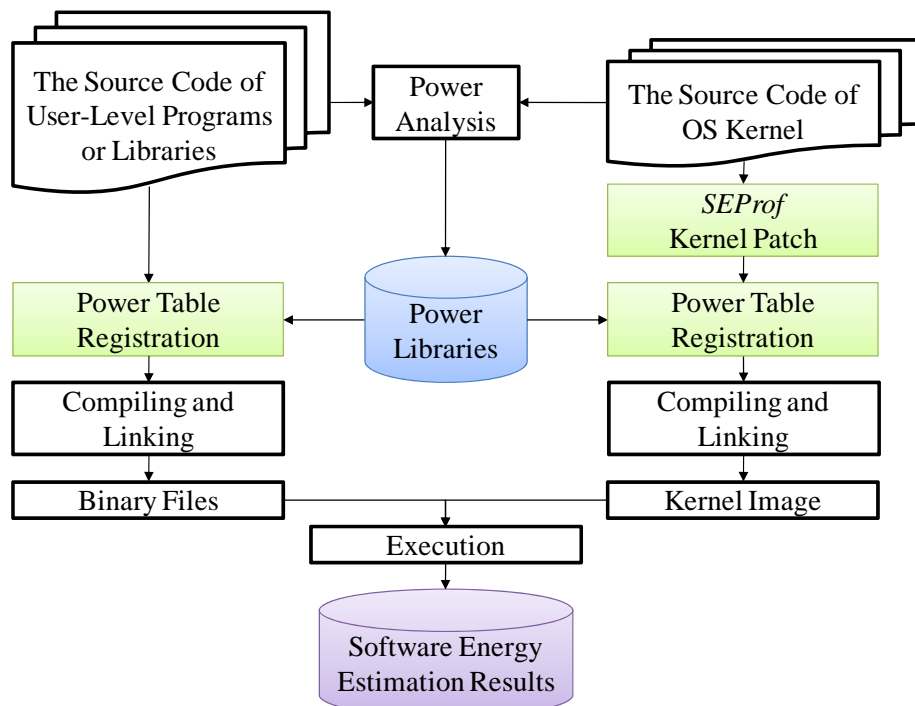 The Source Code of
User-Level Programs
or Libraries
Power
Analysis
The Source Code of
OS Kernel
SEProf
Kernel Patch
Power Table
Registration
Power
Libraries
Power Table
Registration
Compiling and
Linking
Compiling and
Linking
Binary Files
Kernel Image
Execution
Software Energy
Estimation Results